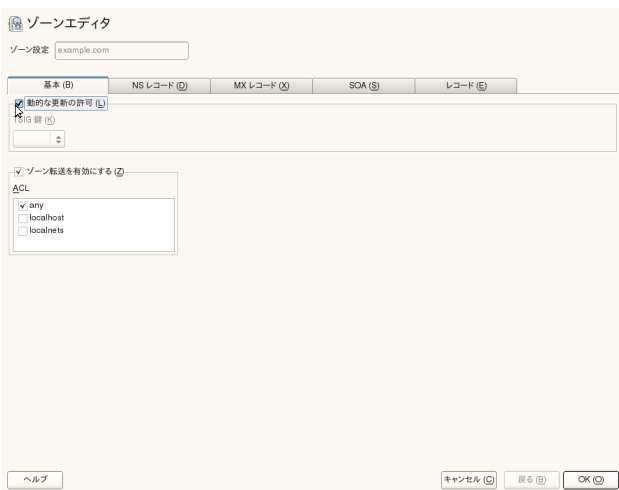 ゾーンエディタ
ゾーン設定 example.com
基本 (B) NS レコード (D) MX レコード (X) SOA (S) レコード (E)
動的な更新の許可 (L)
TSIG 鍵 (K)
ゾーン転送を有効にする (Z)
ACL
any
localhost
localnets
ヘルプ キャンセル (C) 戻る (B) OK (O)